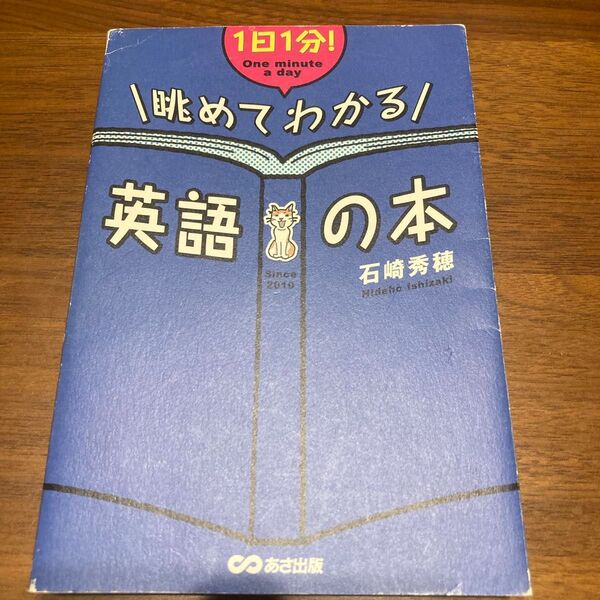 1日1分!
One minute
a day
眺めてわかる
英語の本
Since
2010
石崎秀穂
Hideho Ishizaki
あさ出版